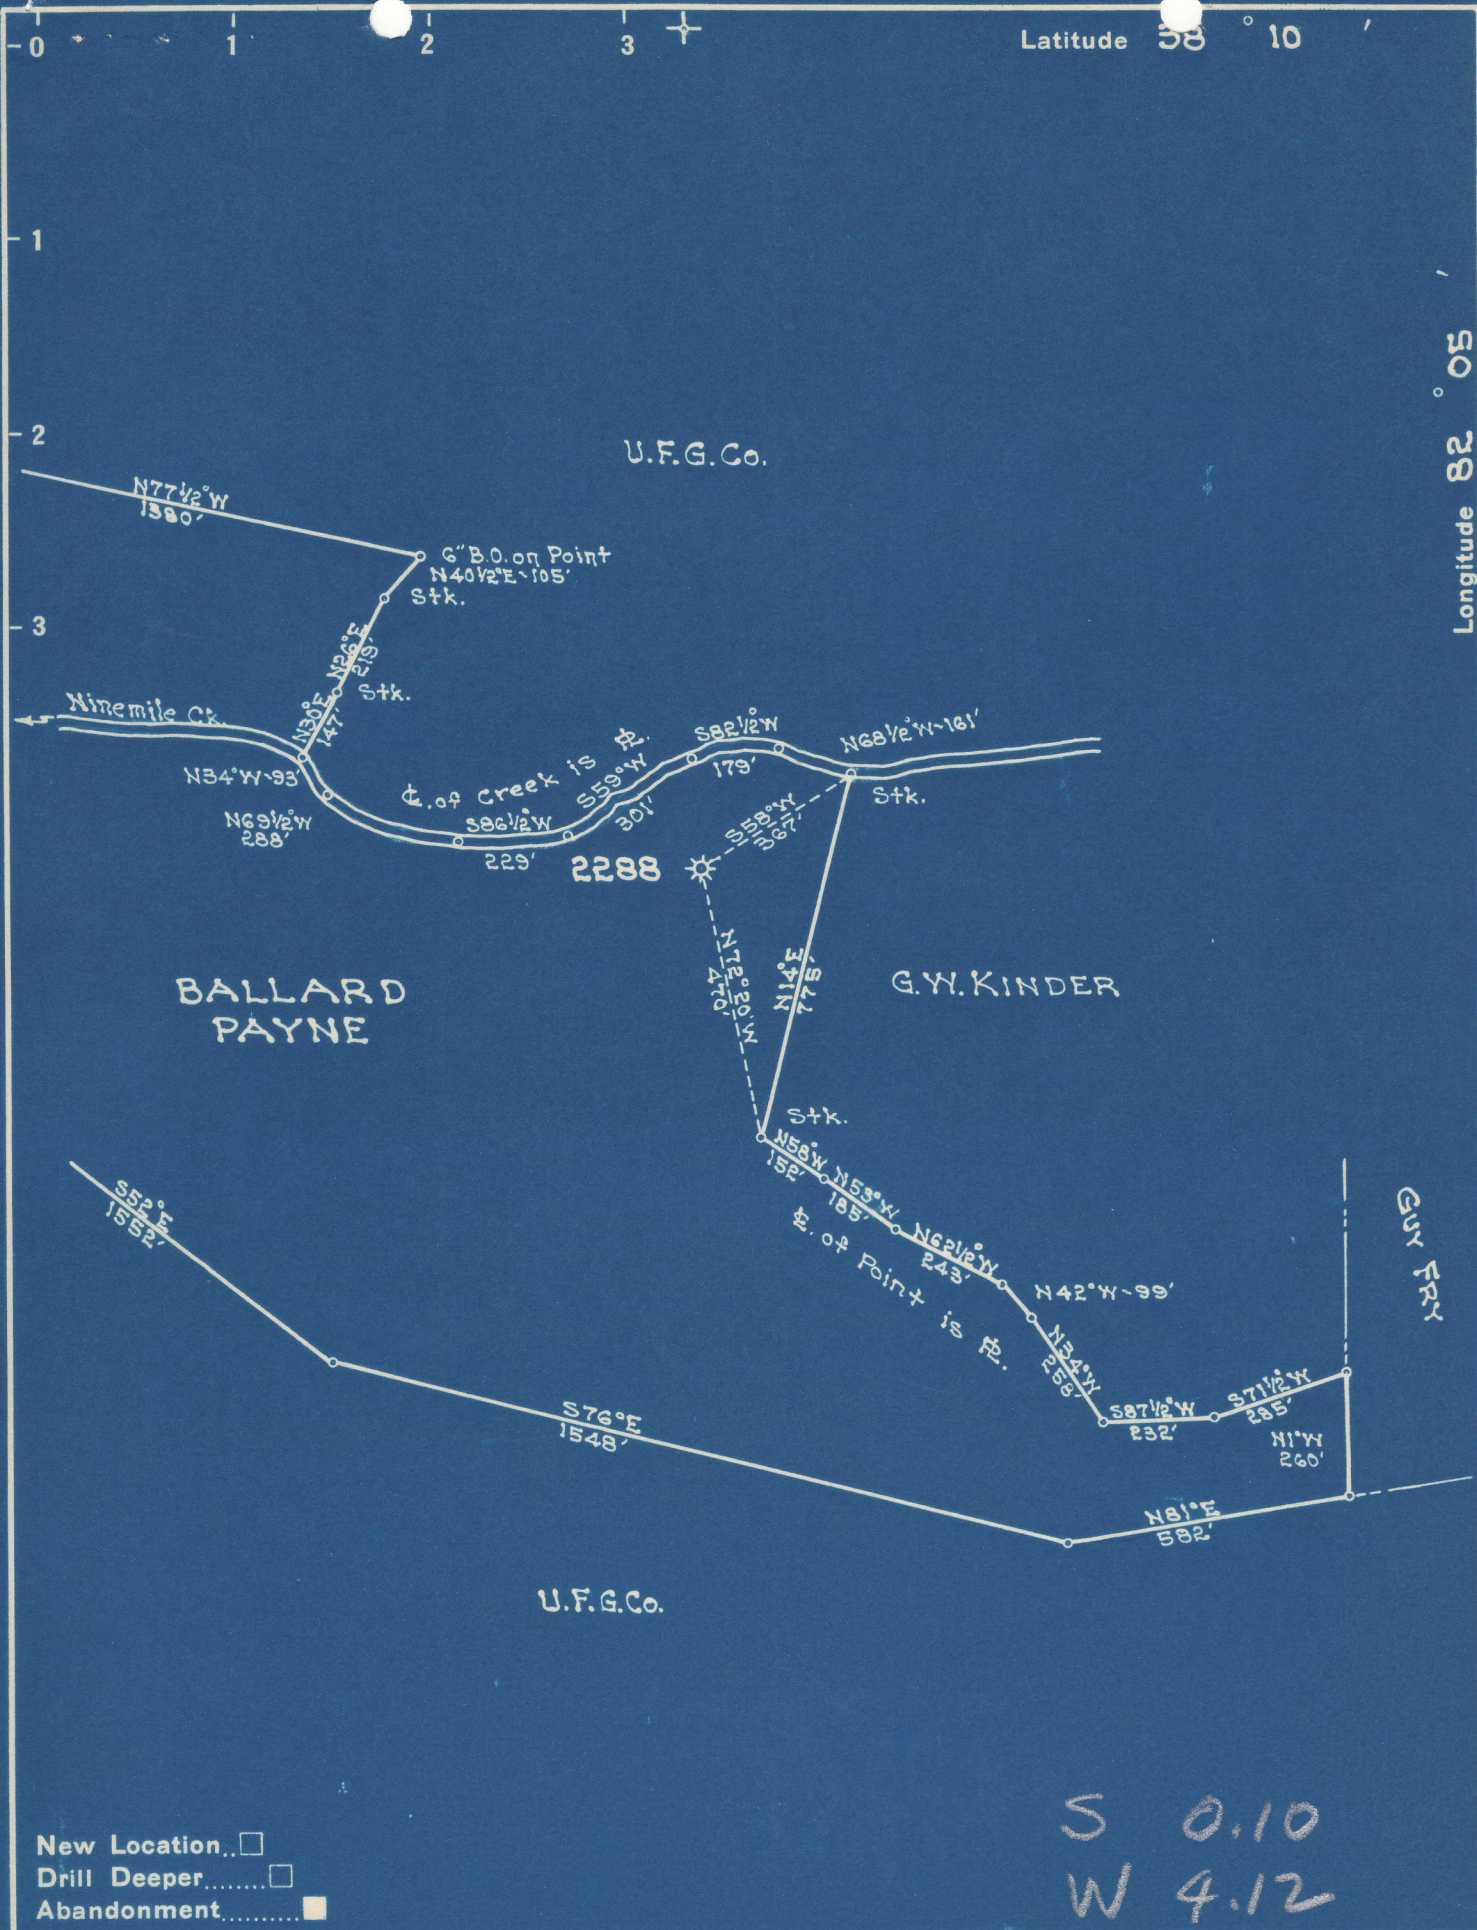 0 1 2 3 Latitude 38° 10'
1
2
3
Longitude 82° 05'
U.F.G.Co.
N77½°W
1380'
6" B.O. on Point
N40½°E~105'
Stk.
N26°E
219'
Stk.
N30°E
147'
Ninemile Ck.
N34°W~93'
N69½°W
288'
℄. of creek is ⅊.
S86½°W
229'
S59°W
301'
S82½°W
179'
N68½°W~161'
Stk.
S58°W
367'
2288
N72°20'W
470'
N14°E
775'
BALLARD
PAYNE
G.W.KINDER
Stk.
N58°W
152'
N53°W
185'
N62½°W
243'
℄. of Point is ⅊.
N42°W~99'
N34°W
258'
S87½°W
232'
S71½°W
285'
N1°W
260'
GUY FRY
S52°E
1552'
S76°E
1548'
N81°E
582'
U.F.G.Co.
New Location..
Drill Deeper........
Abandonment..........
S 0.10
W 4.12